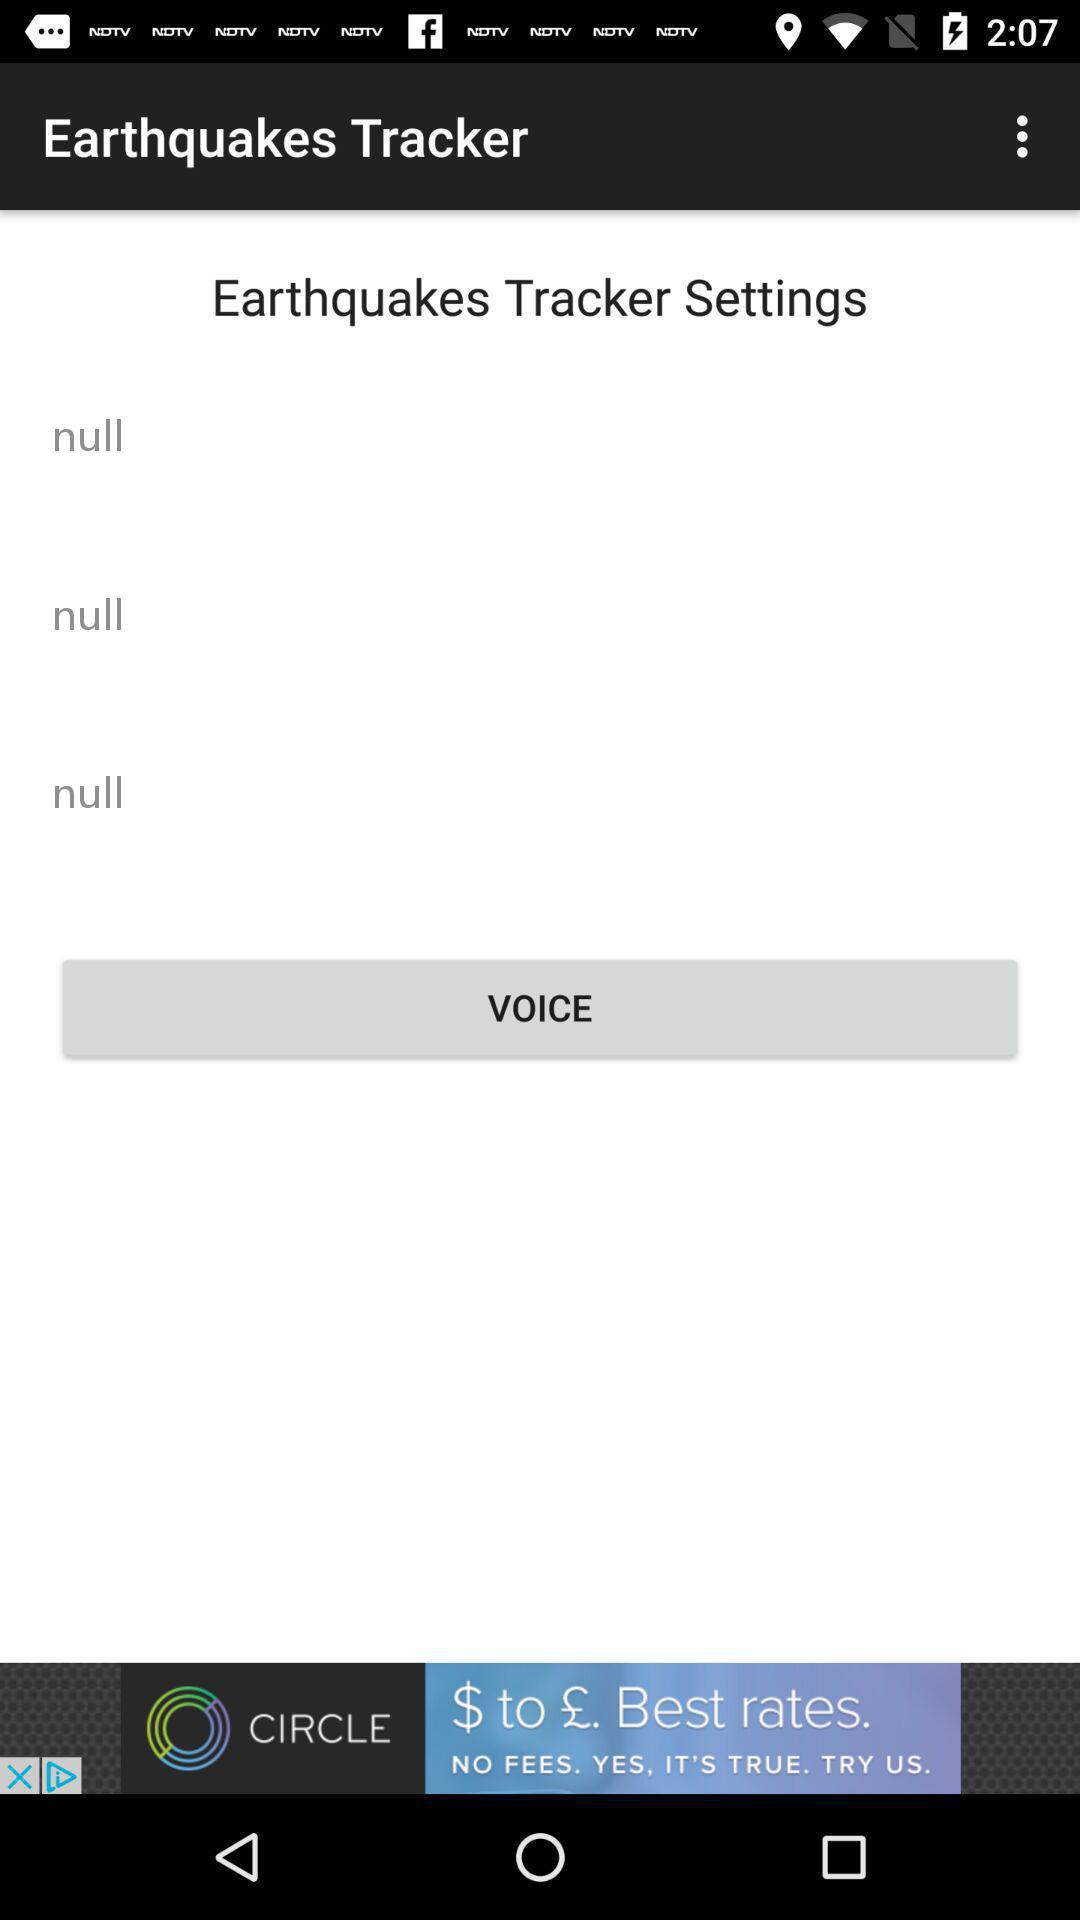 NDTV NDTV NDTV NDTV NDTV NDTV NDTV NDTV NDTV 2:07
Earthquakes Tracker
Earthquakes Tracker Settings
null
null
null
VOICE
CIRCLE
$ to £. Best rates.
NO FEES. YES, IT'S TRUE. TRY US.